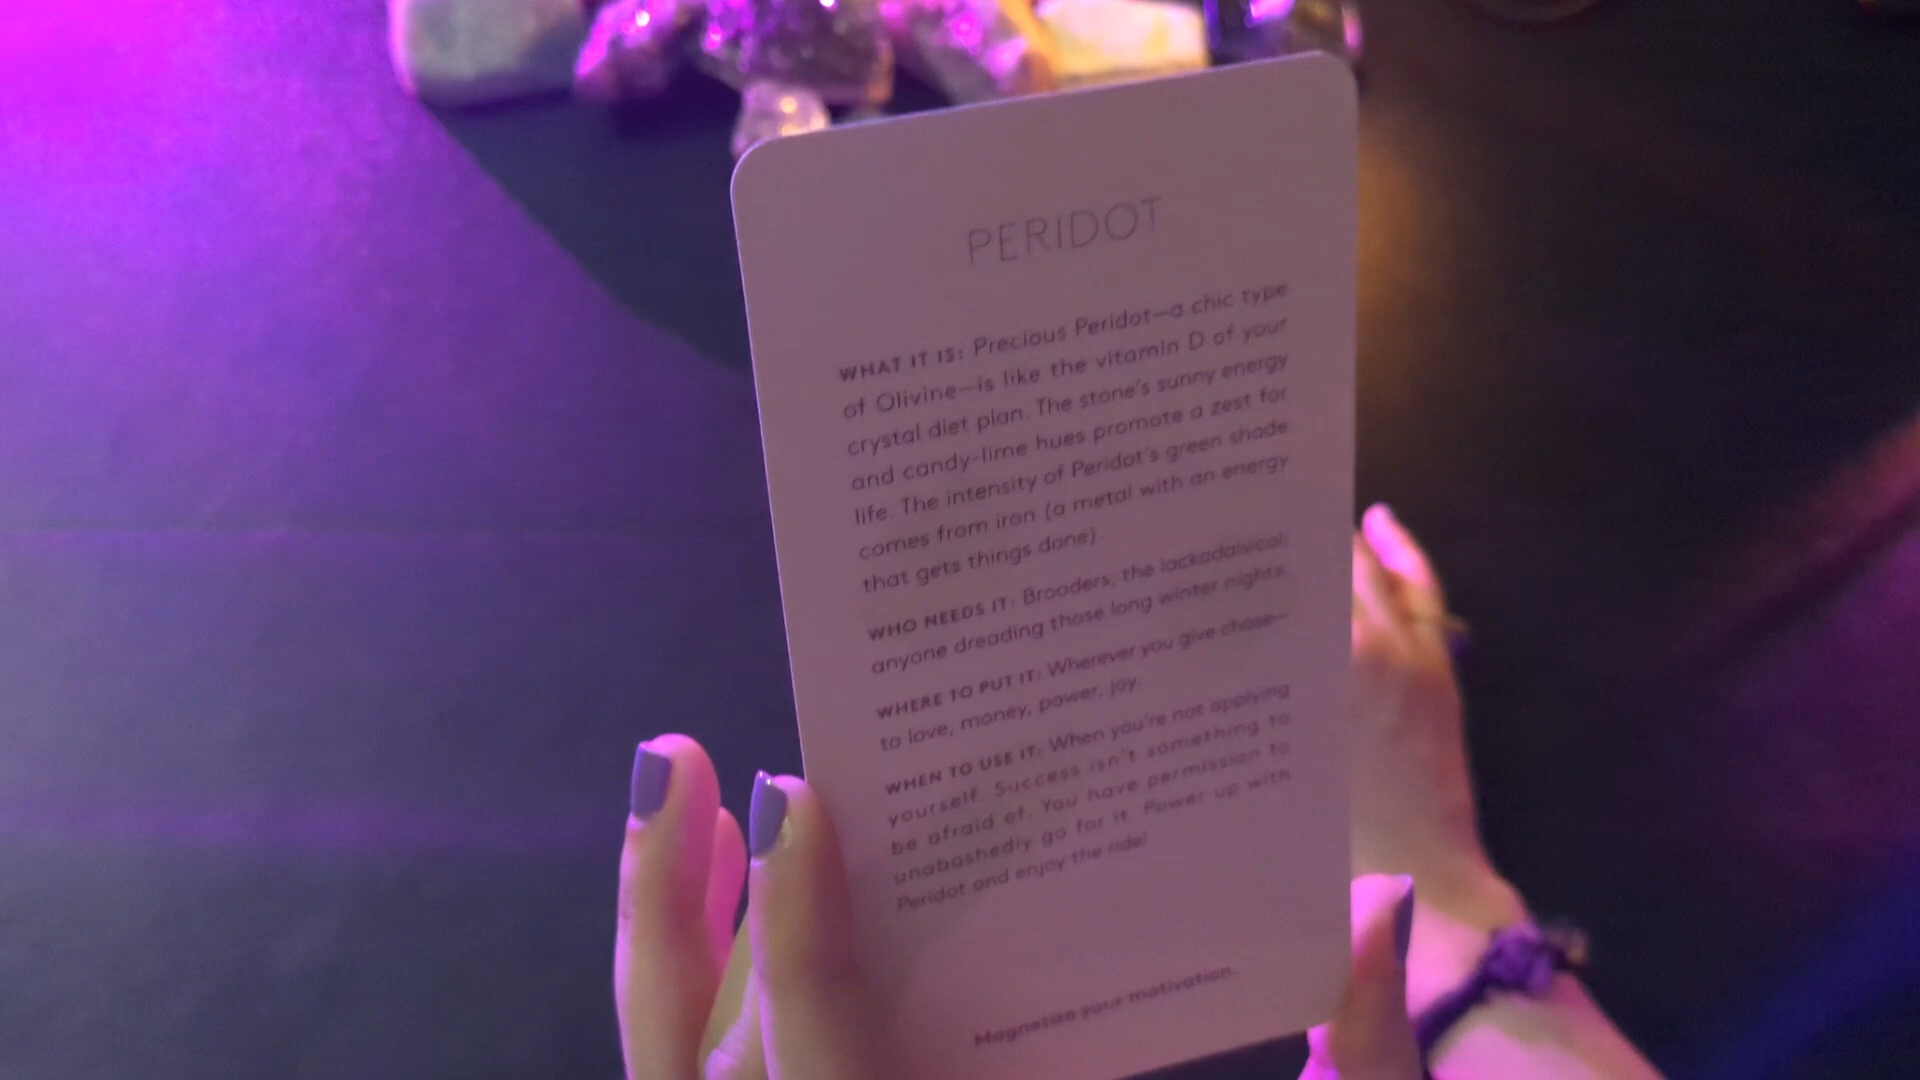 PERIDOT
WHAT IT IS: Precious Peridot—a chic type
of Olivine—is like the vitamin D of your
crystal diet plan. The stone's sunny energy
and candy-lime hues promote a zest for
life. The intensity of Peridot's green shade
comes from iron (a metal with an energy
that gets things done).
WHO NEEDS IT: Brooders; the lackadaisical;
anyone dreading those long winter nights.
WHERE TO PUT IT: Wherever you give chase—
to love, money, power, joy.
WHEN TO USE IT: When you're not applying
yourself. Success isn't something to
be afraid of. You have permission to
unabashedly go for it. Power up with
Peridot and enjoy the ride!
Magnetize your motivation.